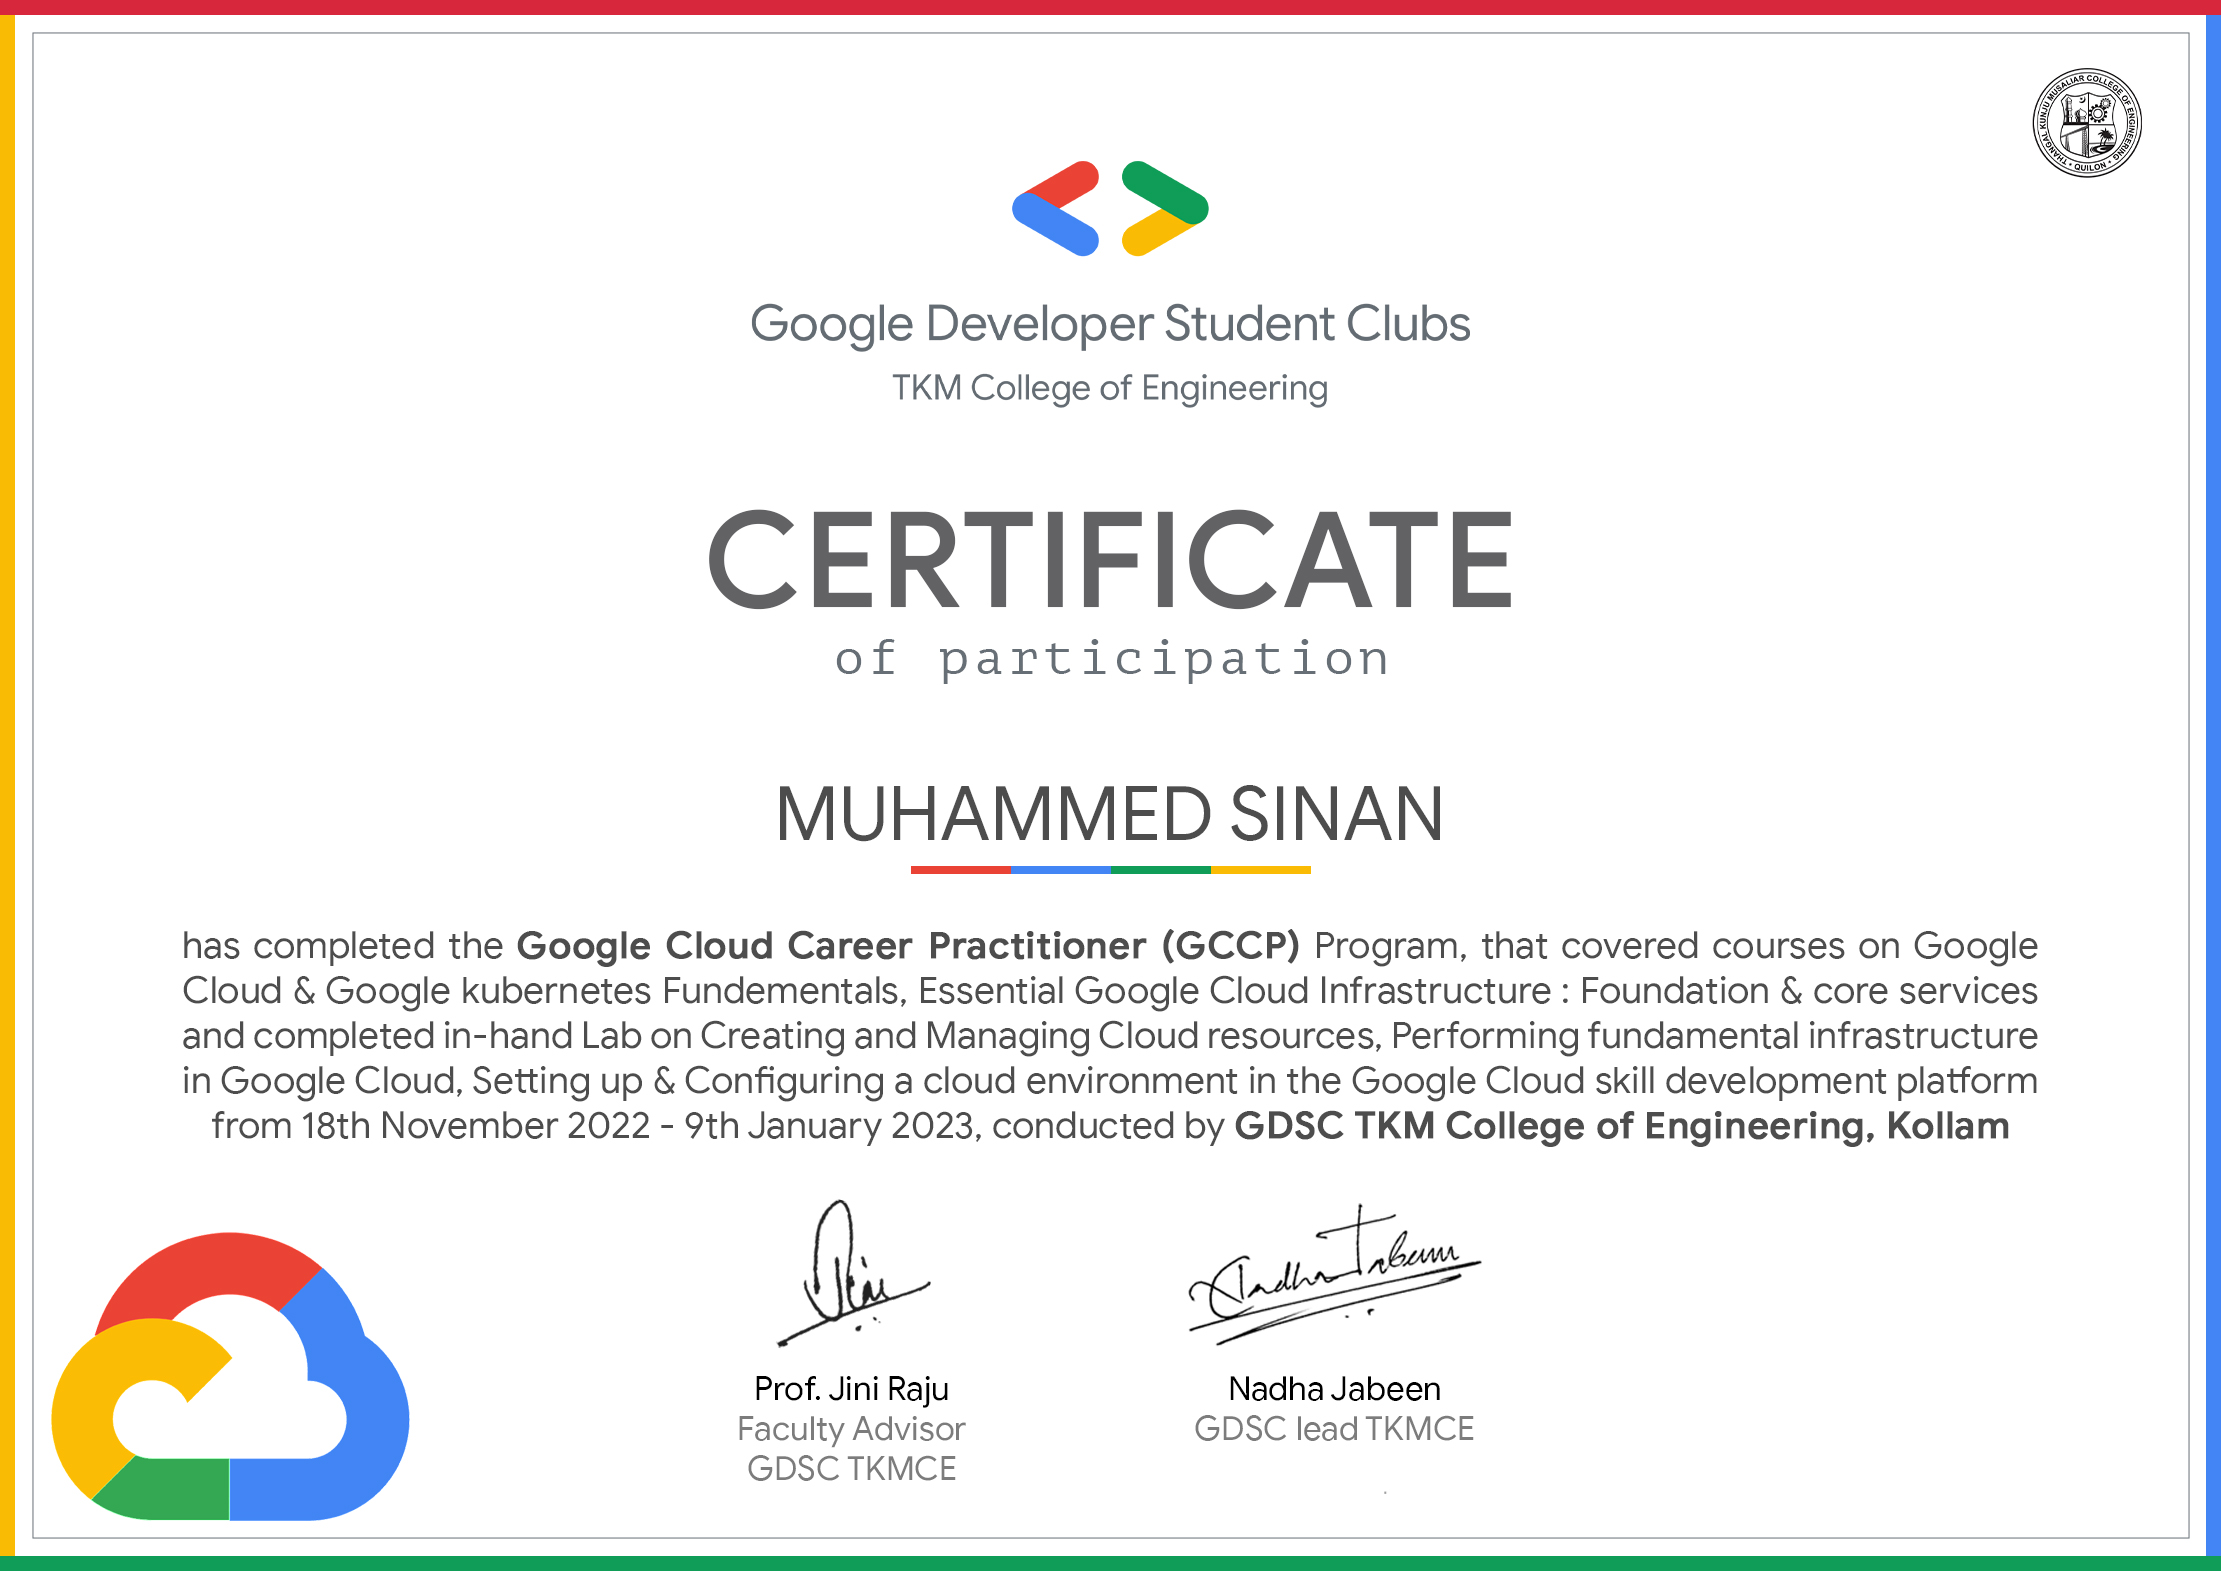 THANGAL KUNJU MUSALIAR COLLEGE OF ENGINEERING
• QUILON •
Google Developer Student Clubs
TKM College of Engineering
CERTIFICATE
of participation
MUHAMMED SINAN
has completed the Google Cloud Career Practitioner (GCCP) Program, that covered courses on Google
Cloud & Google kubernetes Fundementals, Essential Google Cloud Infrastructure : Foundation & core services
and completed in-hand Lab on Creating and Managing Cloud resources, Performing fundamental infrastructure
in Google Cloud, Setting up & Configuring a cloud environment in the Google Cloud skill development platform
from 18th November 2022 - 9th January 2023, conducted by GDSC TKM College of Engineering, Kollam
Nadha Jabeen
Prof. Jini Raju
Faculty Advisor
GDSC TKMCE
Nadha Jabeen
GDSC lead TKMCE